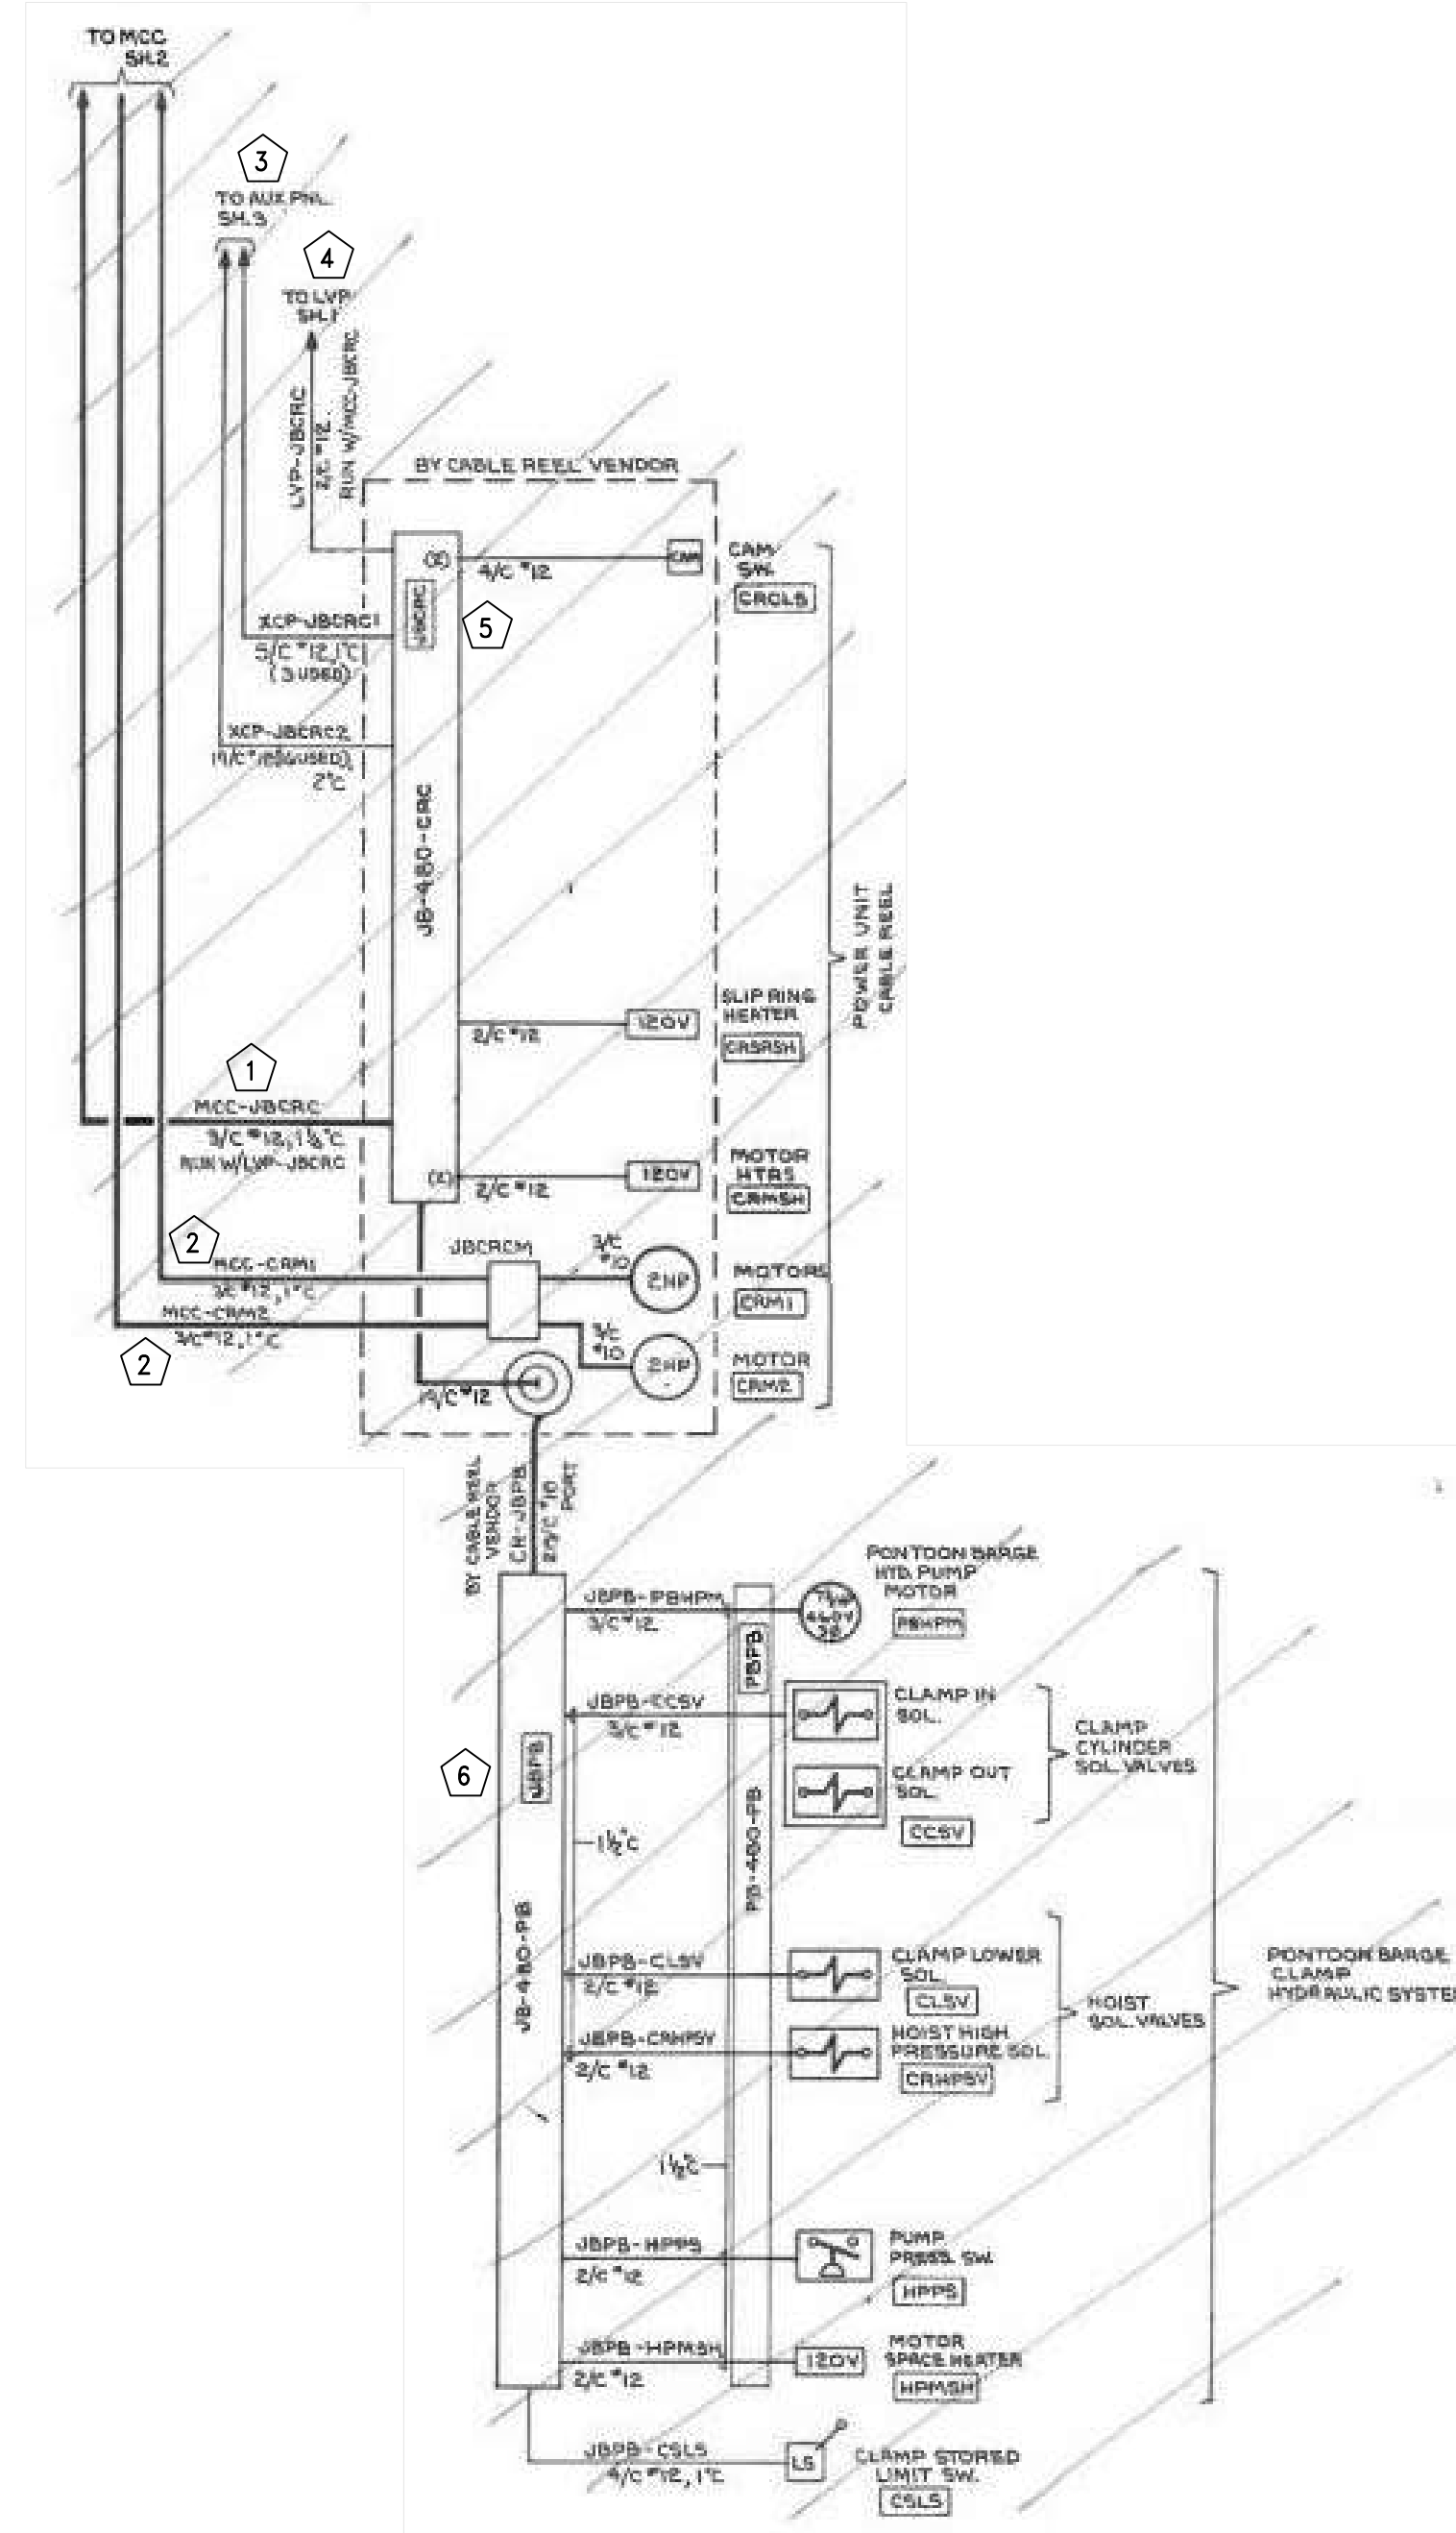 TO MCC
SH.2
3
TO AUX PNL.
SH.3
4
TO LVP
SH.1
LVP-JBCRC
2/C #12.
RUN W/MCC-JBCRC
BY CABLE REEL VENDOR
CAM
CAM
SW.
CRCLS
4/C #12
JBCRC
5
XCP-JBCRC1
5/C #12, 1"C
(3 USED)
XCP-JBCRC2
2"C
JB-480-CRC
POWER UNIT
CABLE REEL
SLIP RING
HEATER
120V
2/C #12
1
MCC-JBCRC
RUN W/LVP-JBCRC
MOTOR
HTRS
CRMSH
120V
2/C #12
2
JBCRCM
MCC-CRM1
3/C #12, 1"C
3/C
#10
2HP
MOTORS
CRM1
MCC-CRM2
3/C #12, 1"C
2
3/C
#10
2HP
MOTOR
CRM2
19/C #12
BY CABLE REEL
VENDOR
CR-JBPB
PORT
PONTOON BARGE
HYD. PUMP
MOTOR
PBHPM
JBPB-PBHPM
3/C #12
460V
PBPB
JBPB-CCSV
3/C #12
CLAMP IN
SOL.
CLAMP
CYLINDER
SOL. VALVES
6
JBPB
CLAMP OUT
SOL.
CCSV
1½"C
PB-480-PB
JB-480-PB
JBPB-CLSV
2/C #12
CLAMP LOWER
SOL.
CLSV
PONTOON BARGE
CLAMP
HYDRAULIC SYSTE
HOIST
SOL. VALVES
JBPB-CRHPSV
2/C #12
HOIST HIGH
PRESSURE SOL.
CRHPSV
1½"C
JBPB-HPPS
2/C #12
PUMP
PRESS. SW.
HPPS
JBPB-HPMSH
2/C #12
120V
MOTOR
SPACE HEATER
HPMSH
JBPB-CSLS
4/C #12, 1"C
LS
CLAMP STORED
LIMIT SW.
CSLS